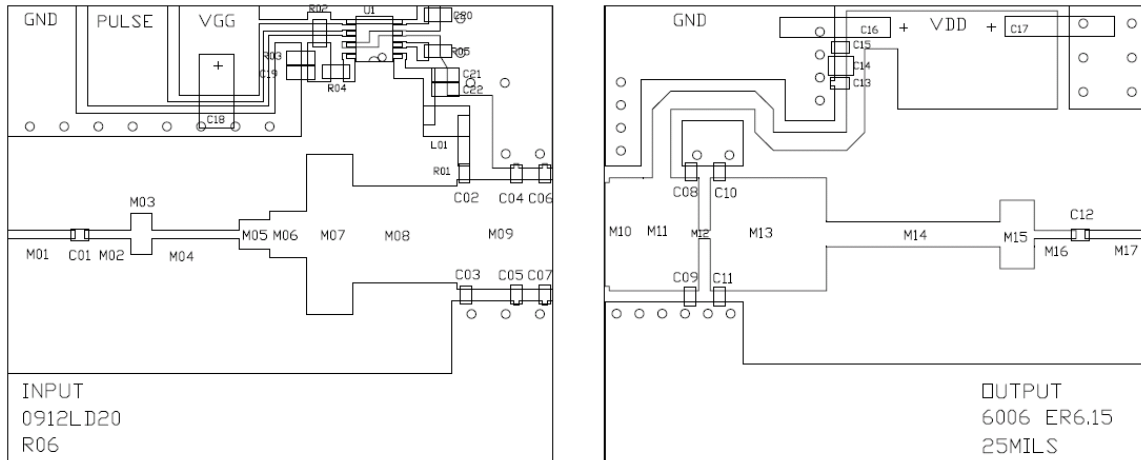 GND PULSE VGG
R02
U1
C20
R03
R05
C19
R04
C21
C22
C18
L01
R01
M03
C02 C04 C06
M01 C01 M02 M04
M05 M06 M07 M08 M09
C03 C05 C07
INPUT
0912LD20
R06
GND
C16 + VDD + C17
C15
C14
C13
C08 C10
M10 M11 M12 M13
M14
M15
C12
M16 M17
C09 C11
OUTPUT
6006 ER6.15
25MILS